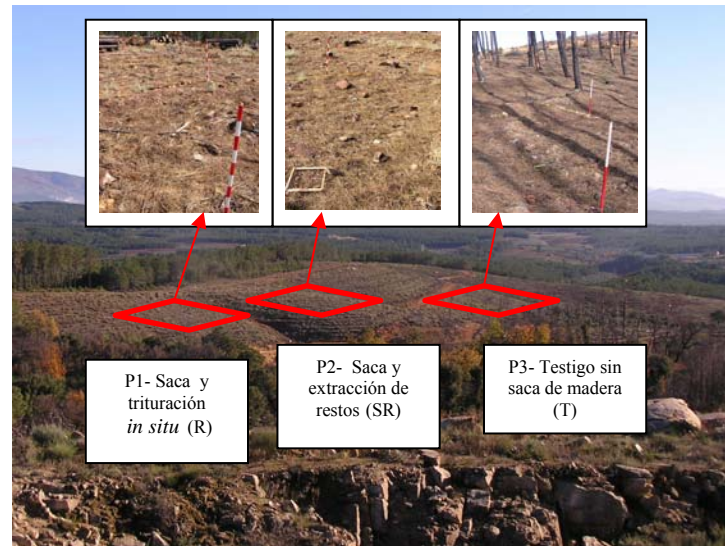 P1- Saca y
trituración
in situ (R)
P2- Saca y
extracción de
restos (SR)
P3- Testigo sin
saca de madera
(T)